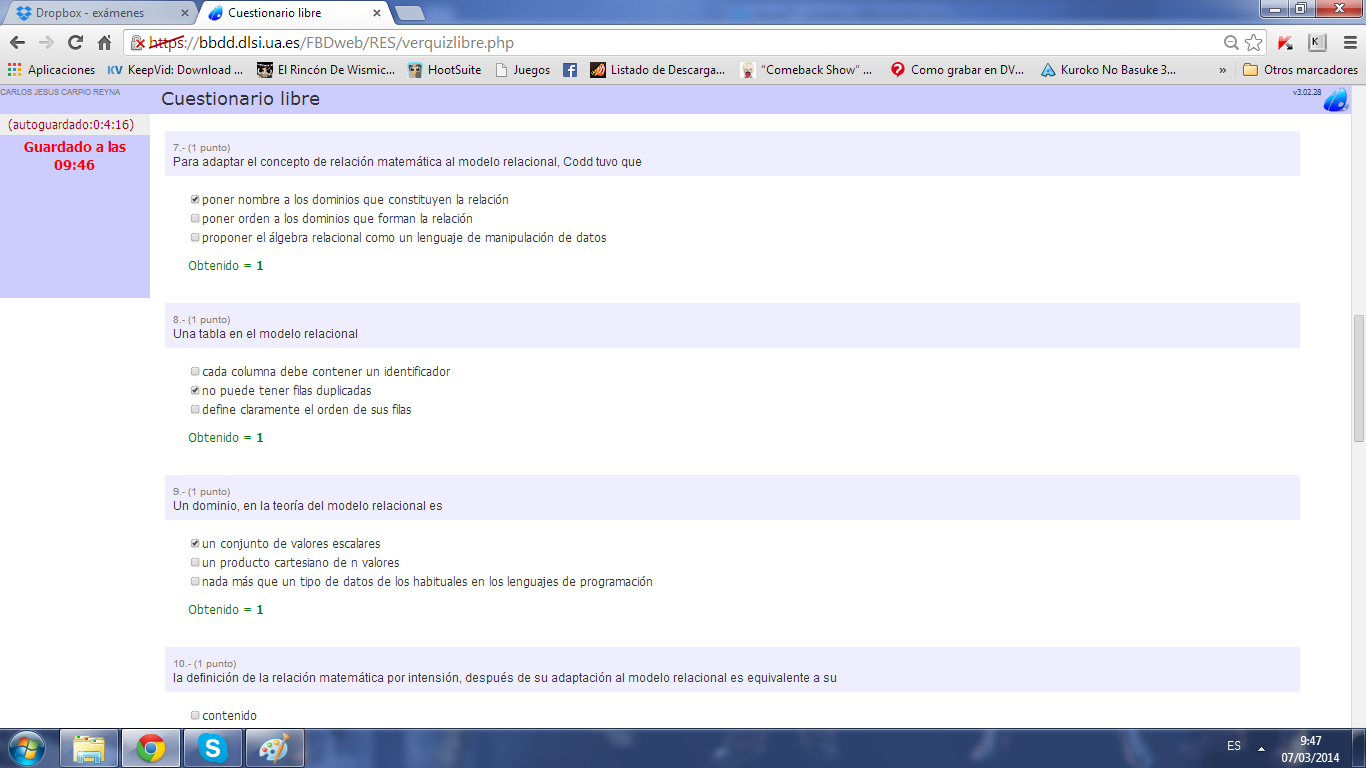 Dropbox - exámenes
Cuestionario libre
https://bbdd.dlsi.ua.es/FBDweb/RES/verquizlibre.php
Aplicaciones
KV KeepVid: Download ...
El Rincón De Wismic...
HootSuite
Juegos
Listado de Descarga...
"Comeback Show" ...
Como grabar en DV...
Kuroko No Basuke 3...
»
Otros marcadores
CARLOS JESUS CARPIO REYNA
Cuestionario libre
v3.02.28
(autoguardado:0:4:16)
Guardado a las
09:46
7.- (1 punto)
Para adaptar el concepto de relación matemática al modelo relacional, Codd tuvo que
poner nombre a los dominios que constituyen la relación
poner orden a los dominios que forman la relación
proponer el álgebra relacional como un lenguaje de manipulación de datos
Obtenido = 1
8.- (1 punto)
Una tabla en el modelo relacional
cada columna debe contener un identificador
no puede tener filas duplicadas
define claramente el orden de sus filas
Obtenido = 1
9.- (1 punto)
Un dominio, en la teoría del modelo relacional es
un conjunto de valores escalares
un producto cartesiano de n valores
nada más que un tipo de datos de los habituales en los lenguajes de programación
Obtenido = 1
10.- (1 punto)
la definición de la relación matemática por intensión, después de su adaptación al modelo relacional es equivalente a su
contenido
ES
9:47
07/03/2014